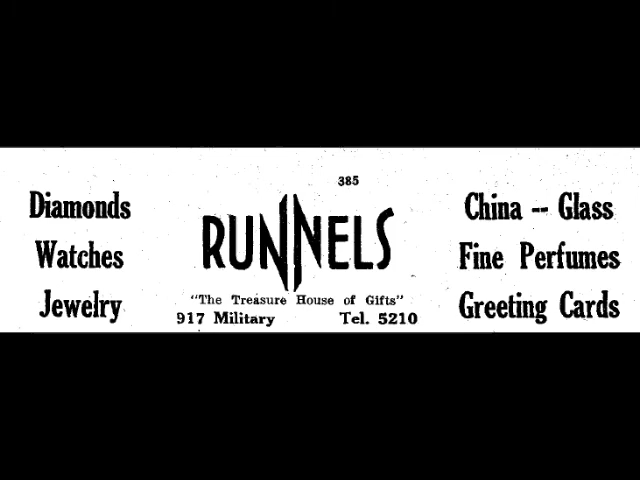 385
Diamonds
Watches
Jewelry
RUNNELS
"The Treasure House of Gifts"
917 Military Tel. 5210
China -- Glass
Fine Perfumes
Greeting Cards